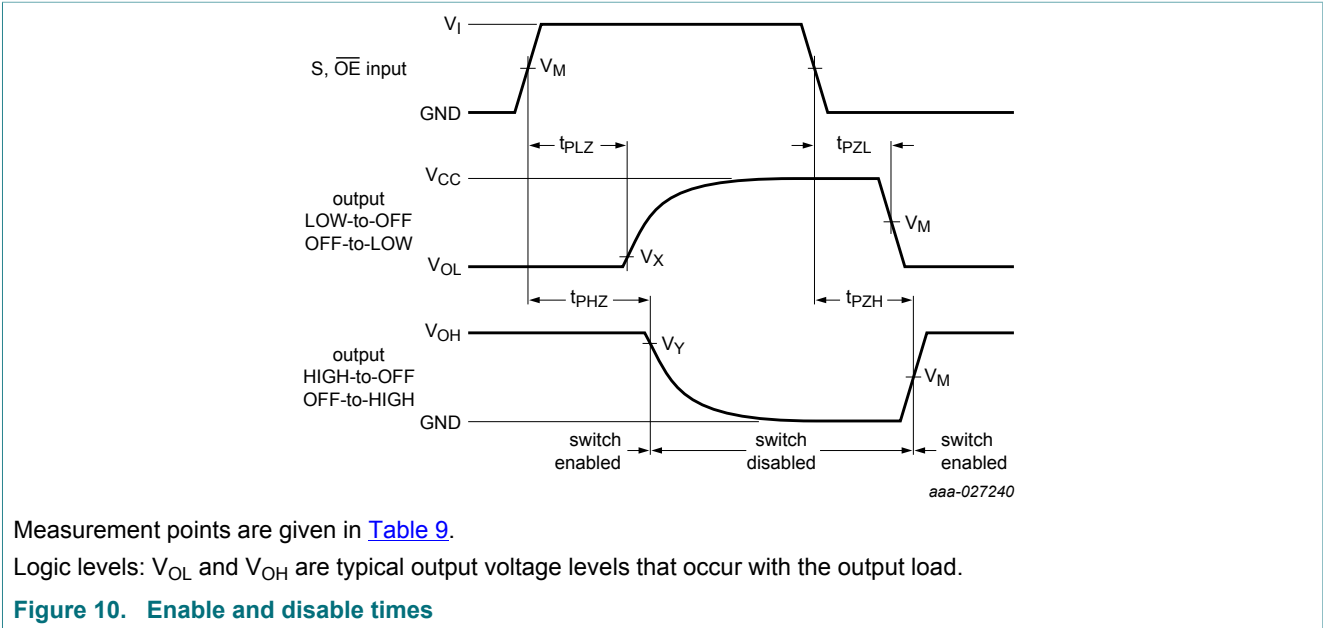 V_I
S, O̅E̅ input
V_M
GND
t_PLZ
t_PZL
V_CC
output
LOW-to-OFF
OFF-to-LOW
V_M
V_X
V_OL
t_PHZ
t_PZH
V_OH
output
HIGH-to-OFF
OFF-to-HIGH
V_Y
V_M
GND
switch
enabled
switch
disabled
switch
enabled
aaa-027240
Measurement points are given in Table 9.
Logic levels: V_OL and V_OH are typical output voltage levels that occur with the output load.
Figure 10. Enable and disable times